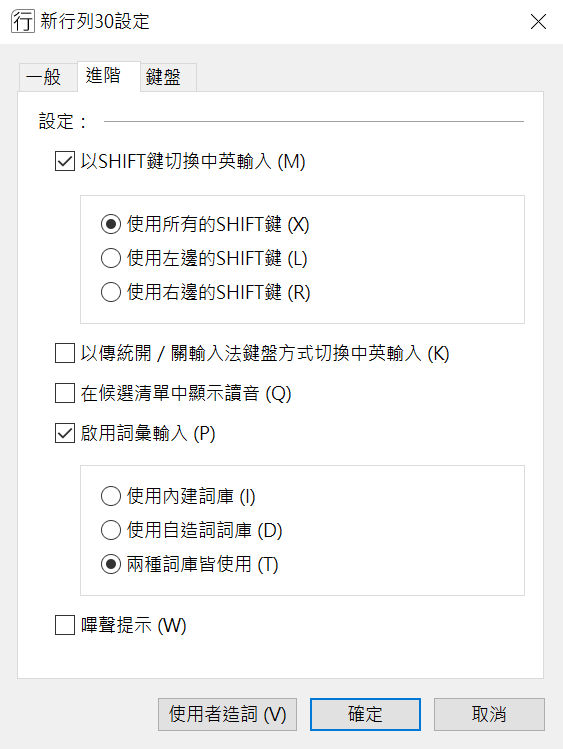 行 新行列30設定
一般 進階 鍵盤
設定：
以SHIFT鍵切換中英輸入 (M)
使用所有的SHIFT鍵 (X)
使用左邊的SHIFT鍵 (L)
使用右邊的SHIFT鍵 (R)
以傳統開 / 關輸入法鍵盤方式切換中英輸入 (K)
在候選清單中顯示讀音 (Q)
啟用詞彙輸入 (P)
使用內建詞庫 (I)
使用自造詞詞庫 (D)
兩種詞庫皆使用 (T)
嗶聲提示 (W)
使用者造詞 (V) 確定 取消